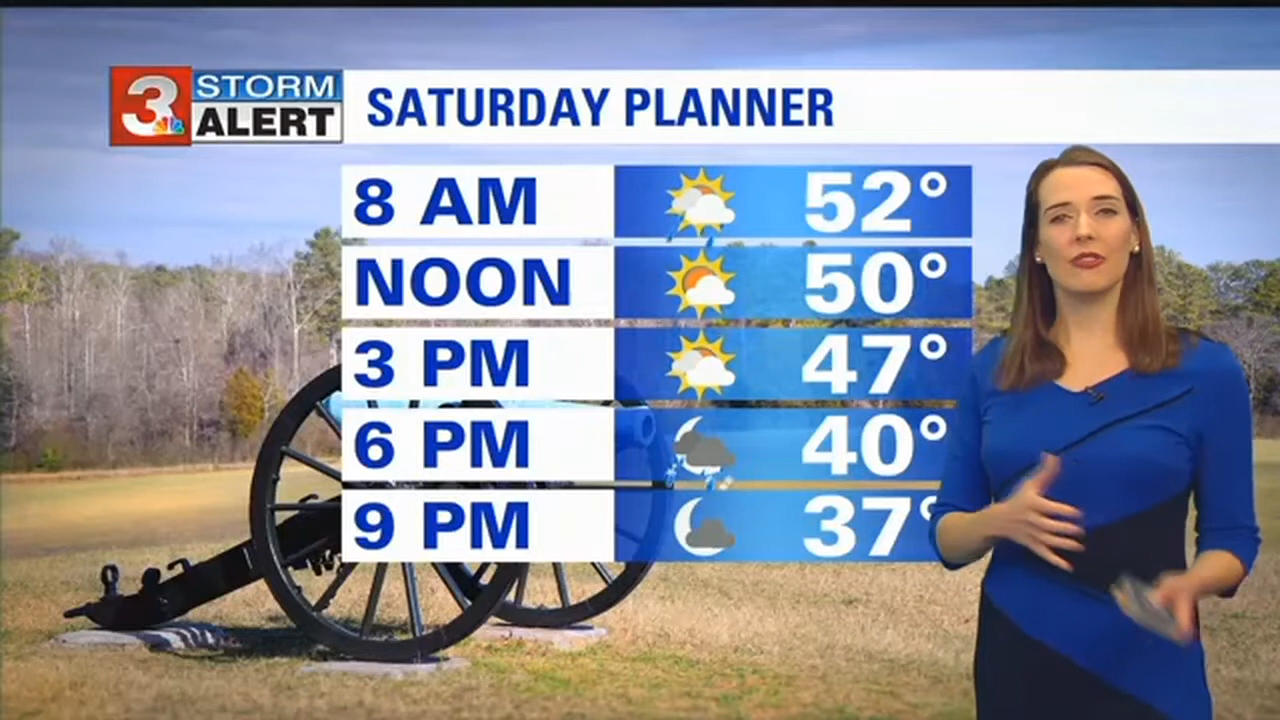 3 STORM
ALERT
SATURDAY PLANNER
8 AM 52°
NOON 50°
3 PM 47°
6 PM 40°
9 PM 37°